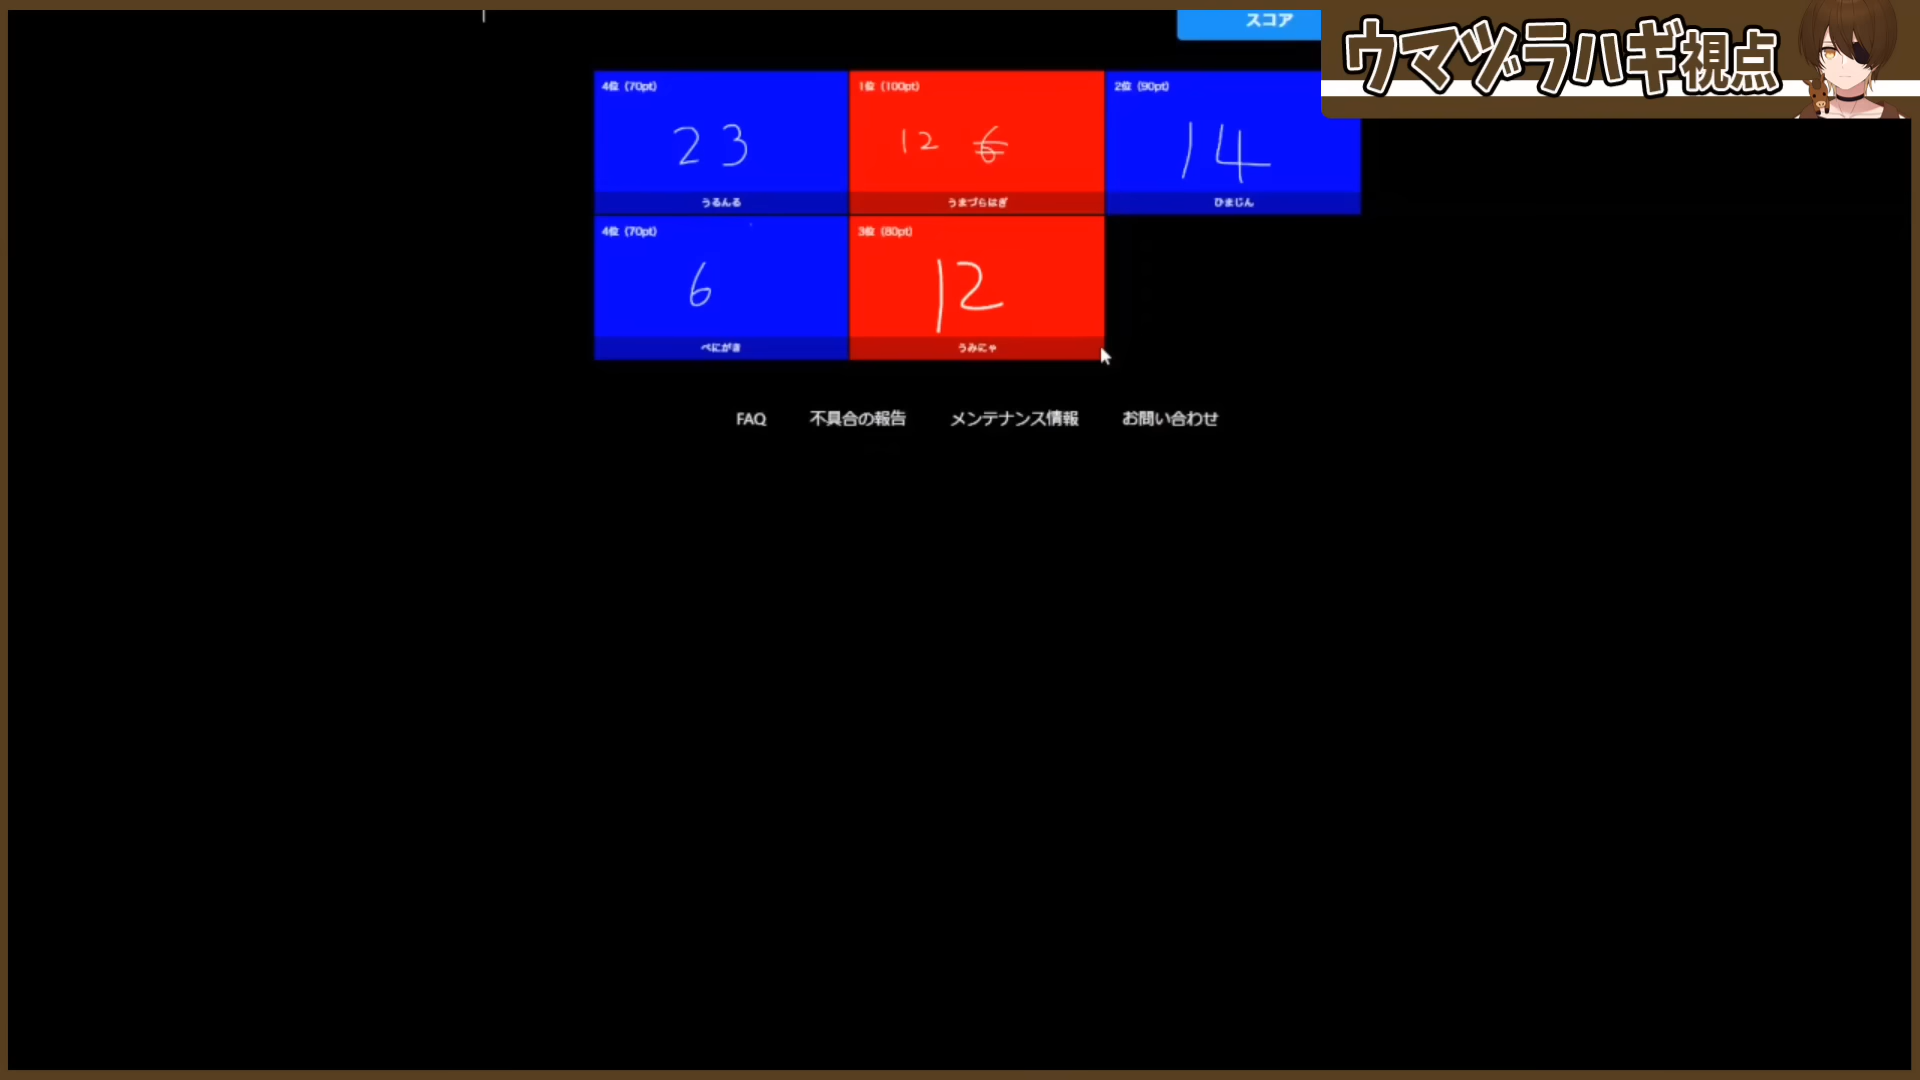 スコア
ウマヅラハギ視点
4位 (70pt)
23
うるんる
1位 (100pt)
12 6
うまづらはぎ
2位 (90pt)
14
ひまじん
4位 (70pt)
6
べにがき
3位 (80pt)
12
うみにゃ
FAQ 不具合の報告 メンテナンス情報 お問い合わせ